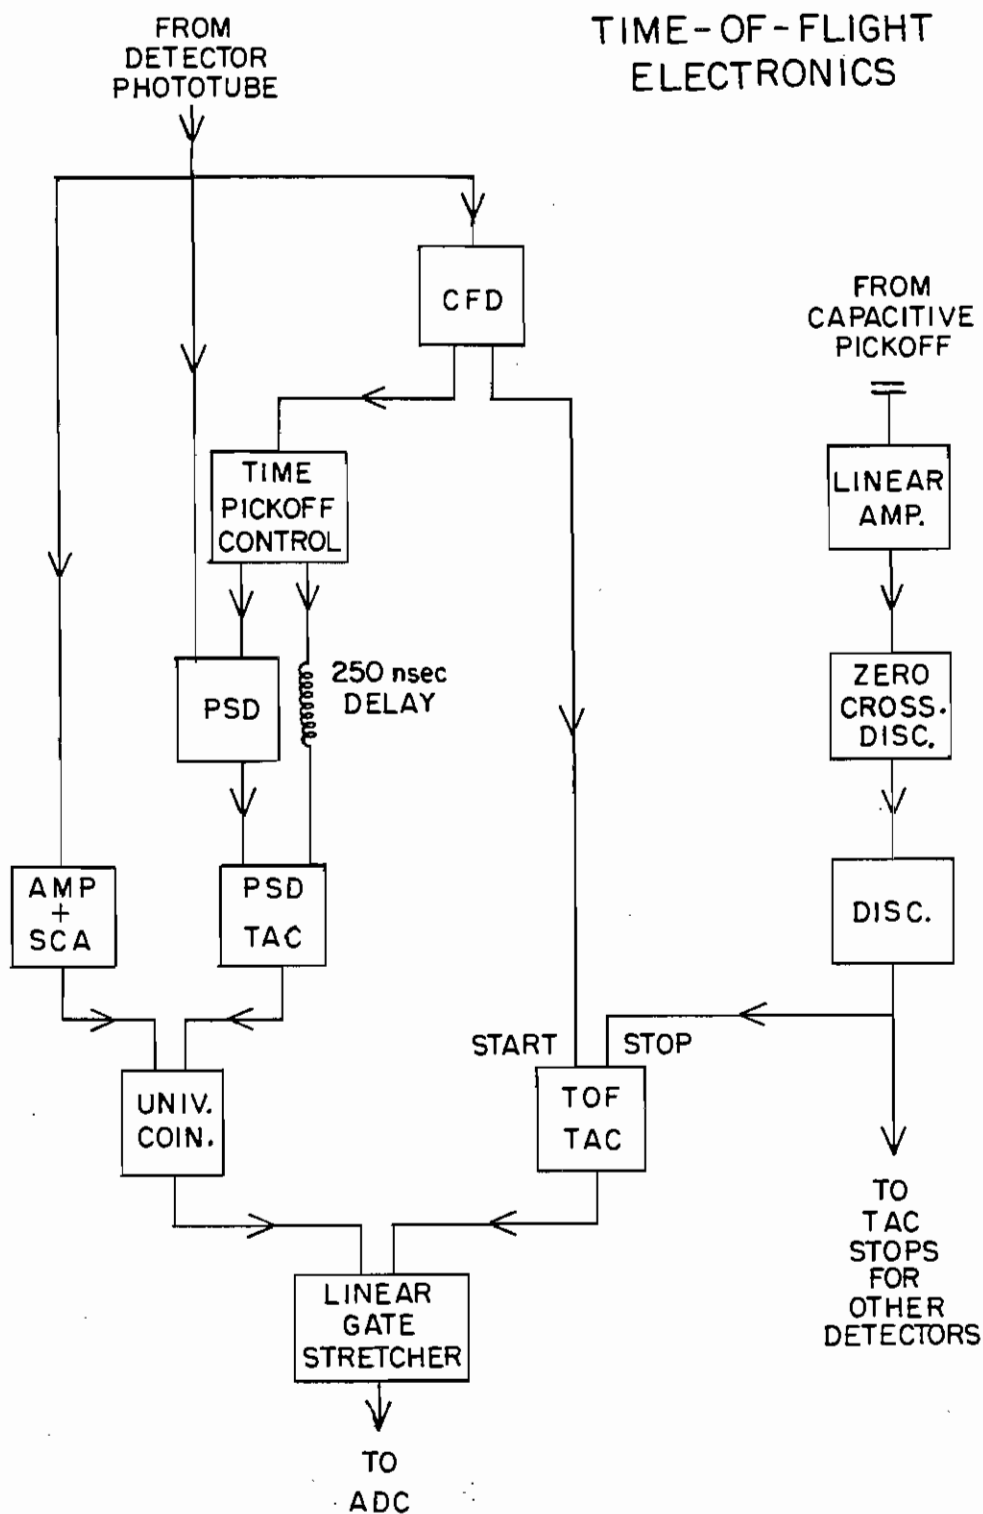 TIME-OF-FLIGHT
ELECTRONICS
FROM
DETECTOR
PHOTOTUBE
CFD
FROM
CAPACITIVE
PICKOFF
TIME
PICKOFF
CONTROL
LINEAR
AMP.
PSD
250 nsec
DELAY
ZERO
CROSS.
DISC.
AMP
+
SCA
PSD
TAC
DISC.
START
STOP
UNIV.
COIN.
TOF
TAC
TO
TAC
STOPS
FOR
OTHER
DETECTORS
LINEAR
GATE
STRETCHER
TO
ADC